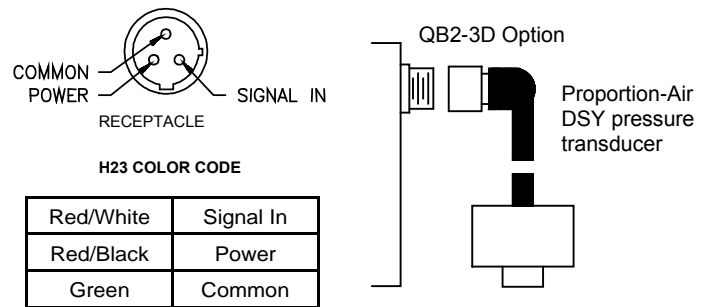 COMMON
POWER
SIGNAL IN
RECEPTACLE
H23 COLOR CODE
Red/White Signal In
Red/Black Power
Green Common
QB2-3D Option
Proportion-Air
DSY pressure
transducer